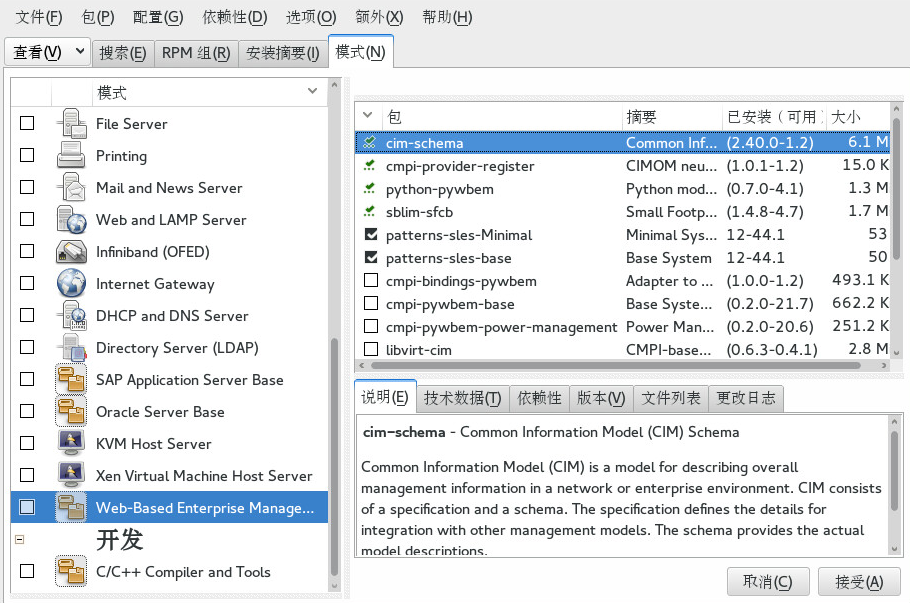 文件(F) 包(P) 配置(G) 依赖性(D) 选项(O) 额外(X) 帮助(H)
查看(V) 搜索(E) RPM 组(R) 安装摘要(I) 模式(N)
模式
File Server
Printing
Mail and News Server
Web and LAMP Server
Infiniband (OFED)
Internet Gateway
DHCP and DNS Server
Directory Server (LDAP)
SAP Application Server Base
Oracle Server Base
KVM Host Server
Xen Virtual Machine Host Server
Web-Based Enterprise Manage...
开发
C/C++ Compiler and Tools
包 摘要 已安装 (可用 大小
cim-schema Common Inf... (2.40.0-1.2) 6.1 M
cmpi-provider-register CIMOM neu... (1.0.1-1.2) 15.0 K
python-pywbem Python mod... (0.7.0-4.1) 1.3 M
sblim-sfcb Small Footp... (1.4.8-4.7) 1.7 M
patterns-sles-Minimal Minimal Sys... 12-44.1 53
patterns-sles-base Base System 12-44.1 50
cmpi-bindings-pywbem Adapter to ... (1.0.0-1.2) 493.1 K
cmpi-pywbem-base Base Syste... (0.2.0-21.7) 662.2 K
cmpi-pywbem-power-management Power Man... (0.2.0-20.6) 251.2 K
libvirt-cim CMPI-base... (0.6.3-0.4.1) 2.8 M
说明(E) 技术数据(T) 依赖性 版本(V) 文件列表 更改日志
cim-schema - Common Information Model (CIM) Schema
Common Information Model (CIM) is a model for describing overall
management information in a network or enterprise environment. CIM consists
of a specification and a schema. The specification defines the details for
integration with other management models. The schema provides the actual
model descriptions.
取消(C) 接受(A)